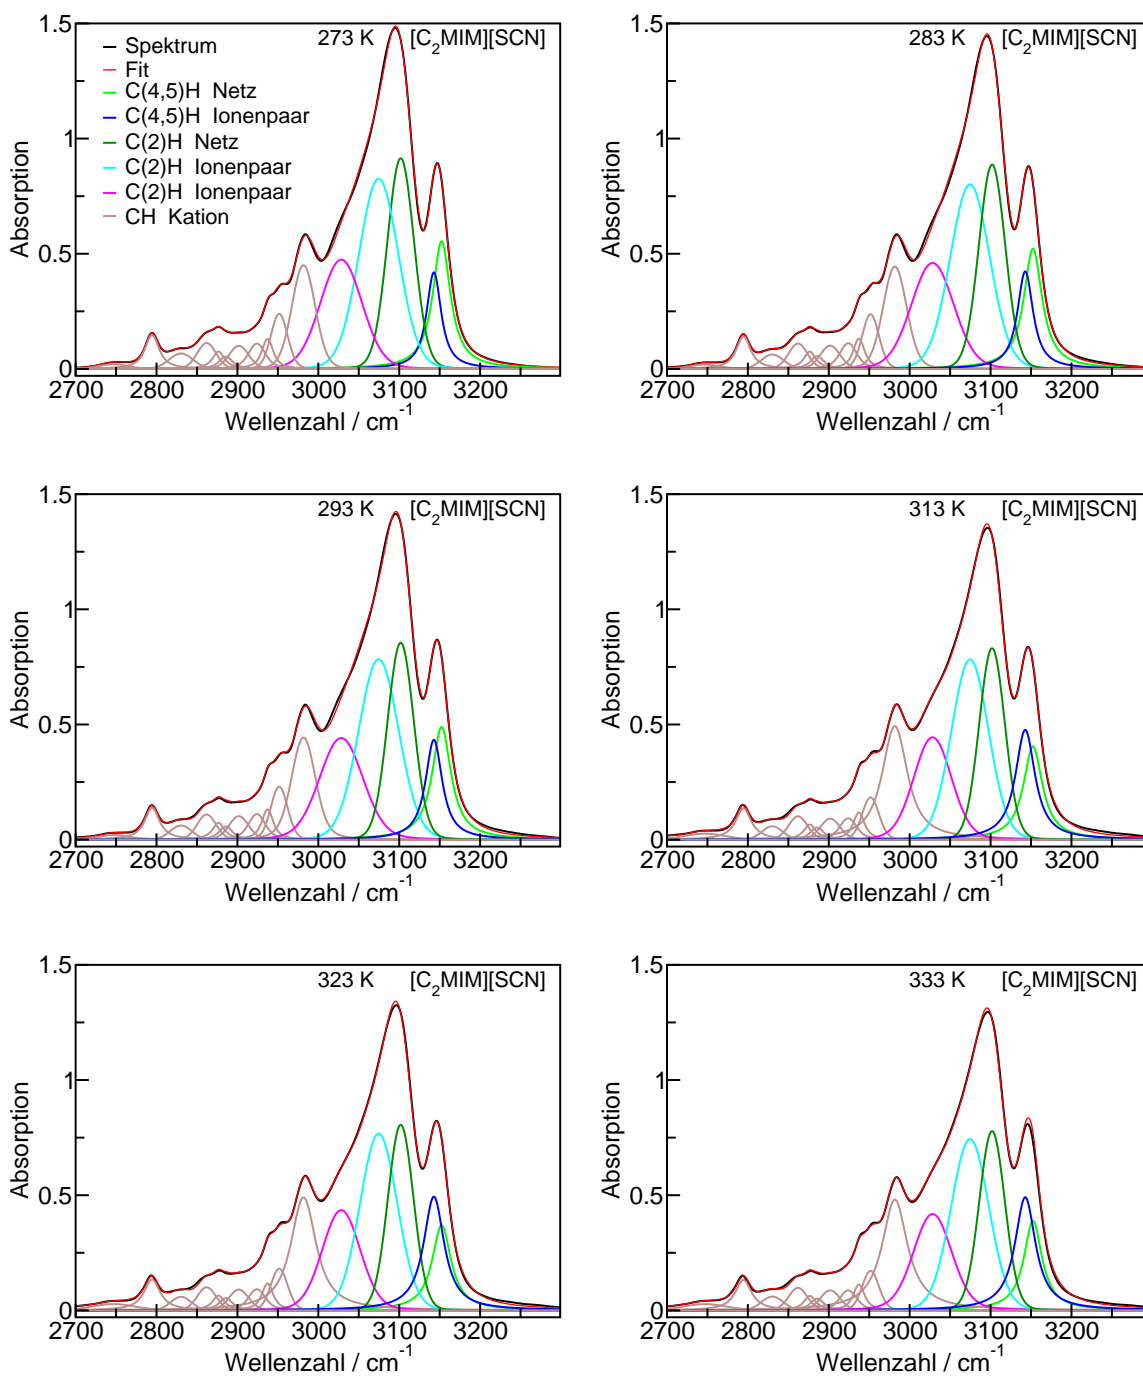 1.5
273 K [C₂MIM][SCN]
Spektrum
Fit
C(4,5)H Netz
C(4,5)H Ionenpaar
C(2)H Netz
C(2)H Ionenpaar
C(2)H Ionenpaar
CH Kation
1
0.5
0
Absorption
2700 2800 2900 3000 3100 3200
Wellenzahl / cm⁻¹
1.5
283 K [C₂MIM][SCN]
1
0.5
0
Absorption
2700 2800 2900 3000 3100 3200
Wellenzahl / cm⁻¹
1.5
293 K [C₂MIM][SCN]
1
0.5
0
Absorption
2700 2800 2900 3000 3100 3200
Wellenzahl / cm⁻¹
1.5
313 K [C₂MIM][SCN]
1
0.5
0
Absorption
2700 2800 2900 3000 3100 3200
Wellenzahl / cm⁻¹
1.5
323 K [C₂MIM][SCN]
1
0.5
0
Absorption
2700 2800 2900 3000 3100 3200
Wellenzahl / cm⁻¹
1.5
333 K [C₂MIM][SCN]
1
0.5
0
Absorption
2700 2800 2900 3000 3100 3200
Wellenzahl / cm⁻¹